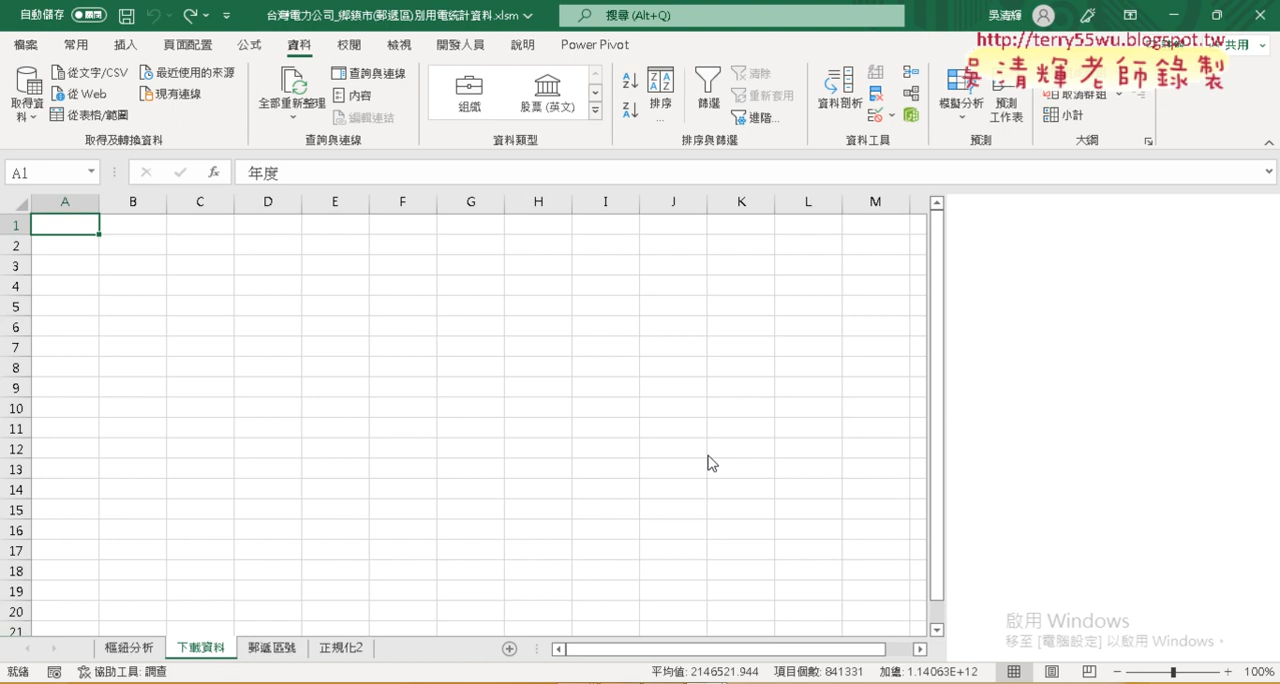 自動儲存
台灣電力公司_鄉鎮市(郵遞區)別用電統計資料.xlsm
搜尋 (Alt+Q)
吳清輝
檔案 常用 插入 頁面配置 公式 資料 校閱 檢視 開發人員 說明 Power Pivot
共用
http://terry55wu.blogspot.tw
吳清輝老師錄製
取得資料
從文字/CSV
從 Web
從表格/範圍
最近使用的來源
現有連線
取得及轉換資料
全部重新整理
查詢與連線
內容
編輯連結
查詢與連線
組織
股票 (英文)
資料類型
排序
篩選
清除
重新套用
進階...
排序與篩選
資料剖析
資料工具
模擬分析
預測工作表
預測
取消群組
小計
大綱
A1
年度
A B C D E F G H I J K L M
1
2
3
4
5
6
7
8
9
10
11
12
13
14
15
16
17
18
19
20
21
啟用 Windows
移至 [電腦設定] 以啟用 Windows。
樞紐分析 下載資料 郵遞區號 正規化2
就緒 協助工具: 調查 平均值: 2146521.944 項目個數: 841331 加總: 1.14063E+12 100%